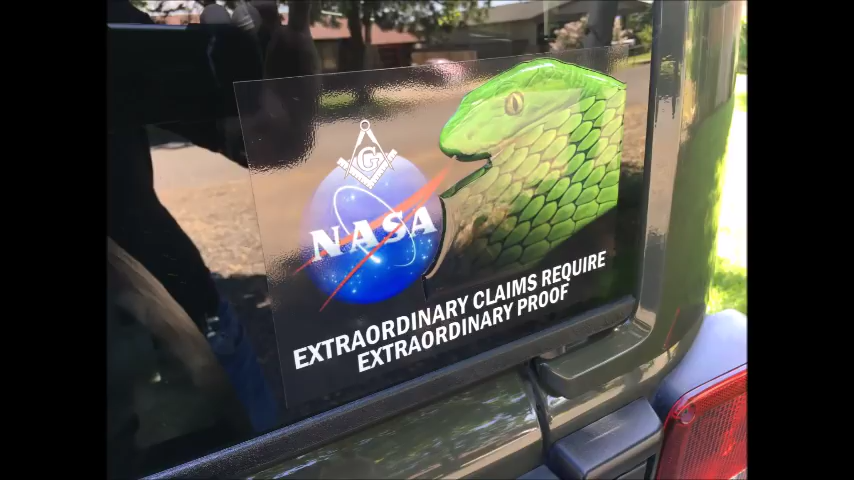 G
NASA
EXTRAORDINARY CLAIMS REQUIRE
EXTRAORDINARY PROOF